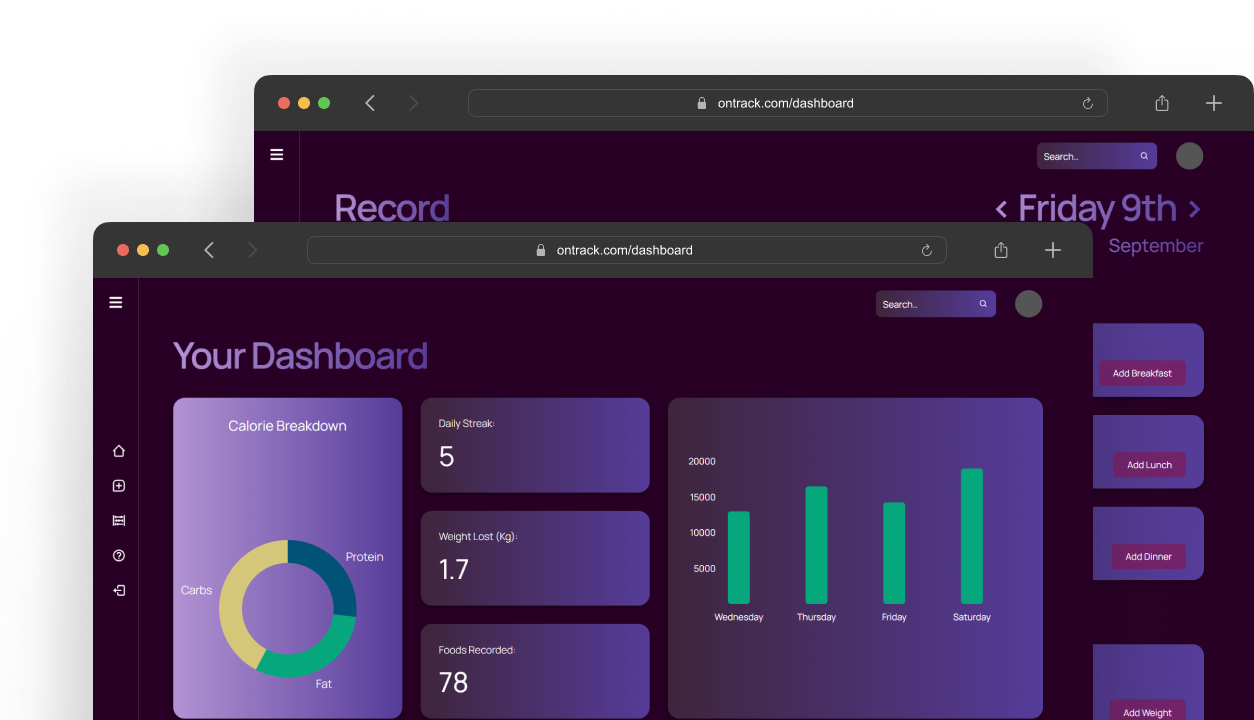 ontrack.com/dashboard
Search..
Record
< Friday 9th >
September
Add Breakfast
Add Lunch
Add Dinner
Add Weight
ontrack.com/dashboard
Search..
Your Dashboard
Calorie Breakdown
Protein
Carbs
Fat
Daily Streak:
5
Weight Lost (Kg):
1.7
Foods Recorded:
78
20000
15000
10000
5000
Wednesday Thursday Friday Saturday